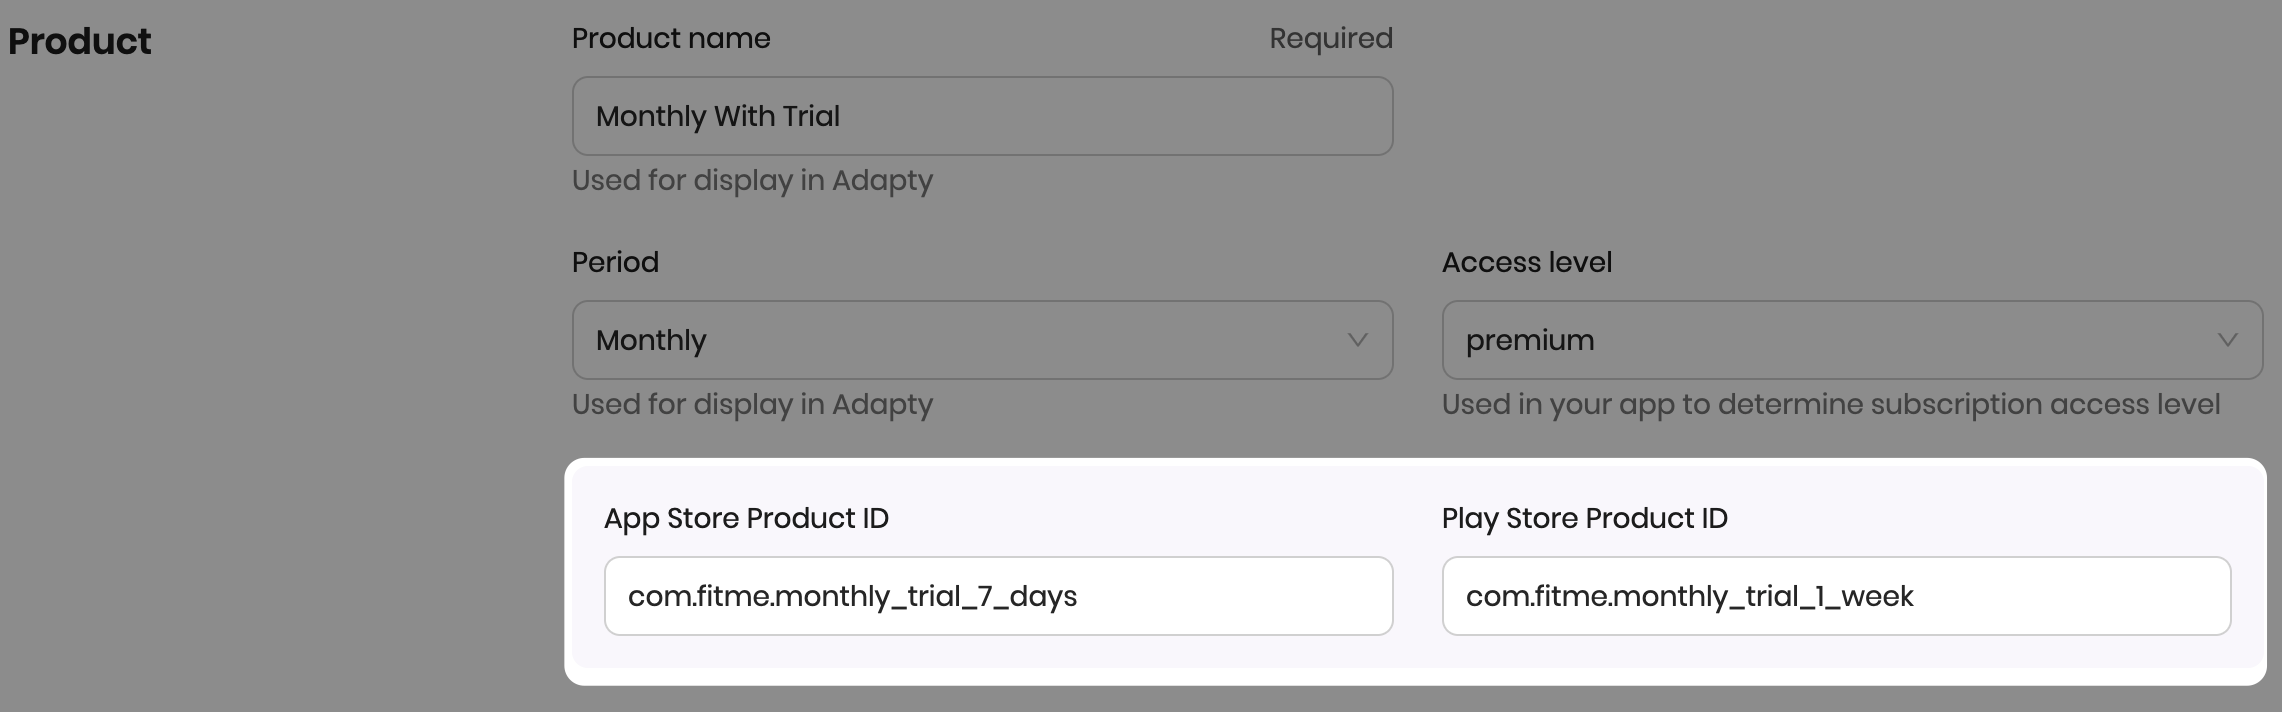 Product
Product name
Required
Monthly With Trial
Used for display in Adapty
Period
Access level
Monthly
premium
Used for display in Adapty
Used in your app to determine subscription access level
App Store Product ID
Play Store Product ID
com.fitme.monthly_trial_7_days
com.fitme.monthly_trial_1_week